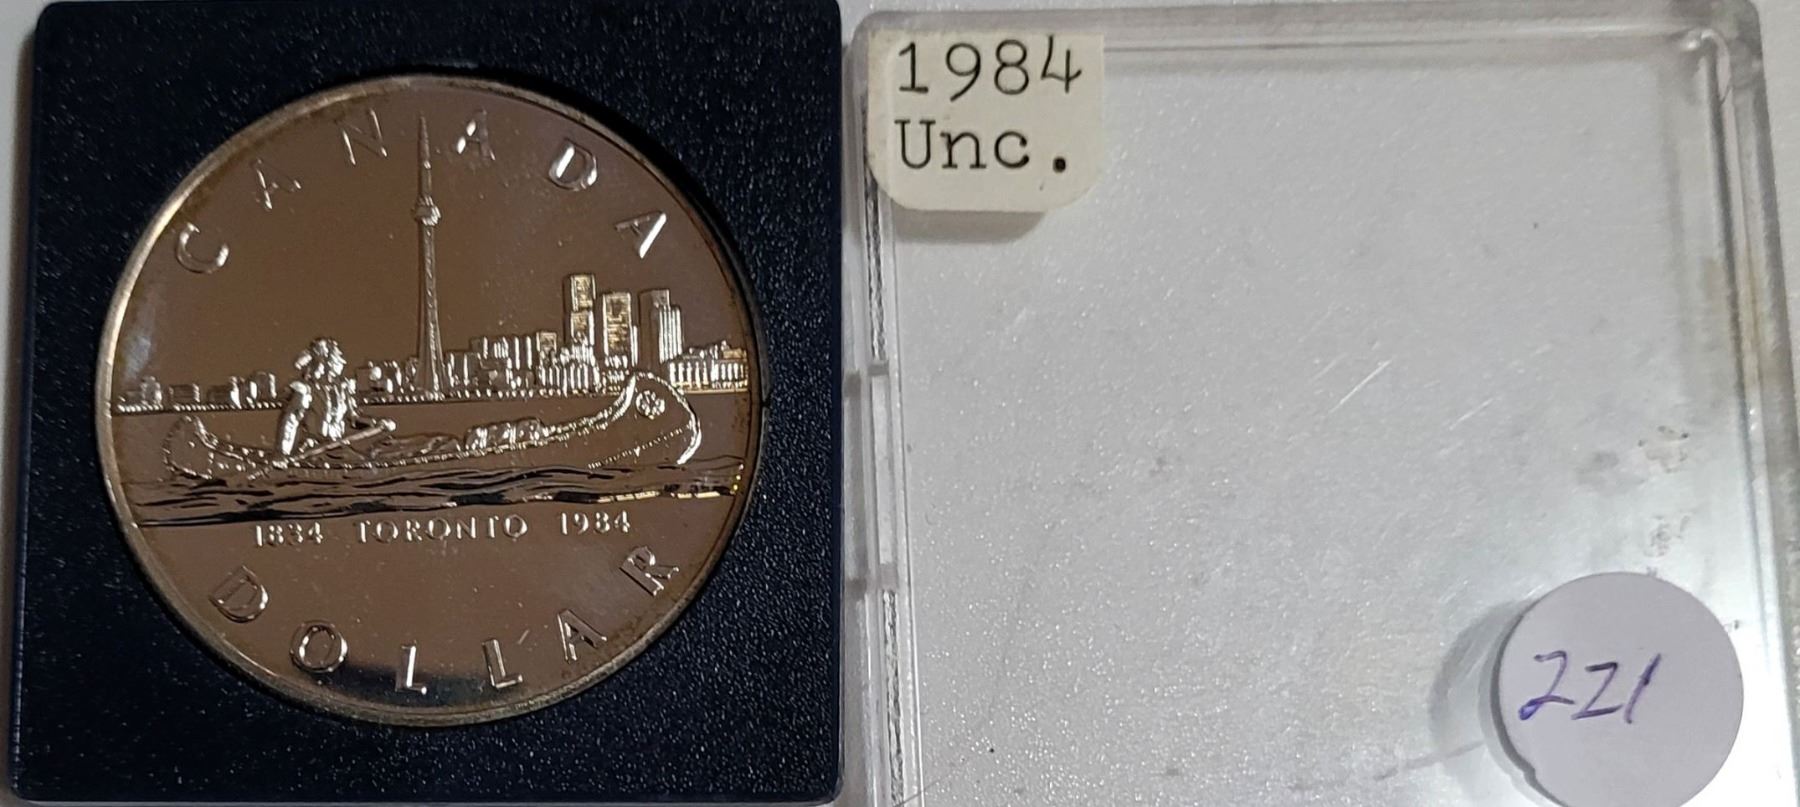 CANADA
1834 TORONTO 1984
DOLLAR
1984
Unc.
221